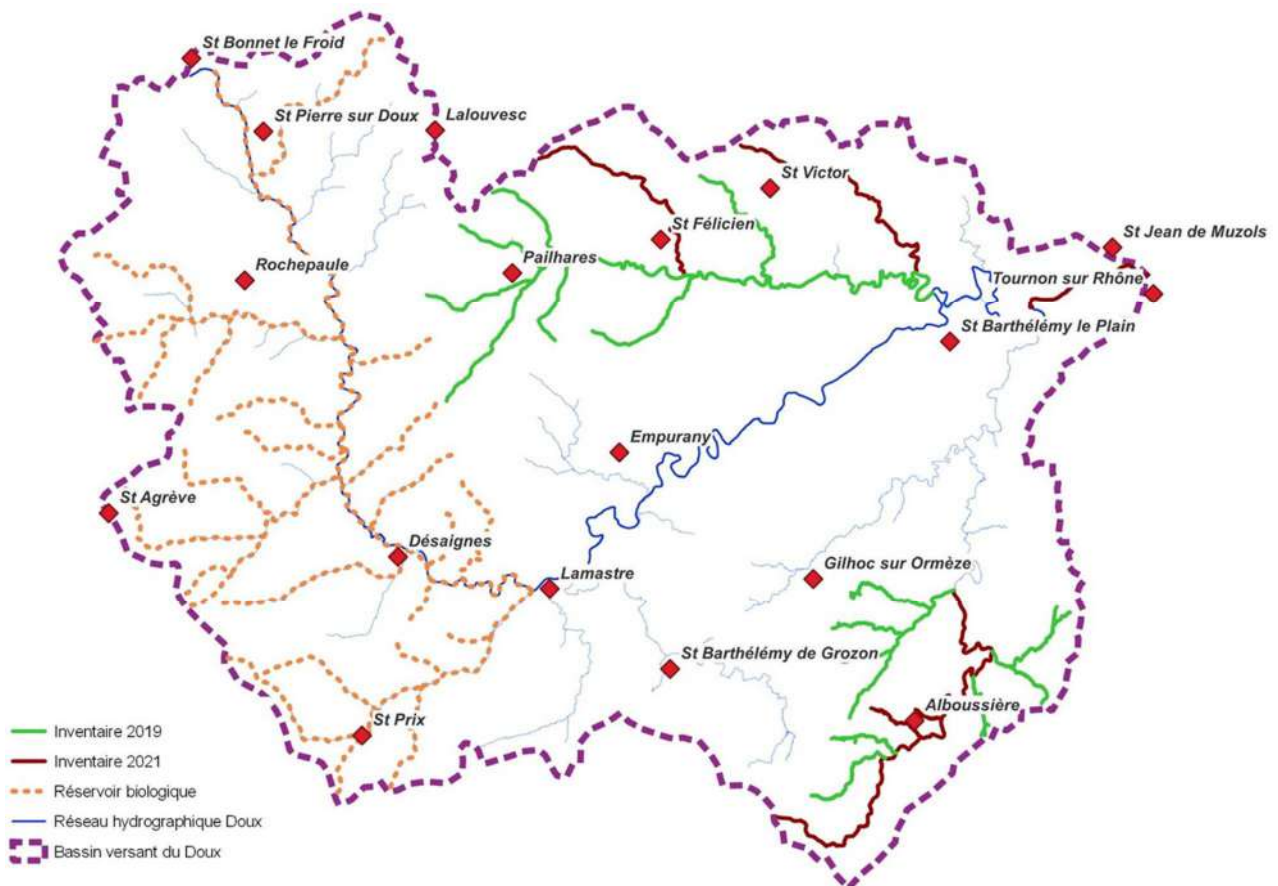 St Bonnet le Froid
St Pierre sur Doux
Lalouvesc
St Victor
St Félicien
St Jean de Muzols
Pailhares
Rochepaule
Tournon sur Rhône
St Barthélémy le Plain
Empurany
St Agrève
Désaignes
Lamastre
Gilhoc sur Ormèze
St Barthélémy de Grozon
Alboussière
St Prix
Inventaire 2019
Inventaire 2021
Réservoir biologique
Réseau hydrographique Doux
Bassin versant du Doux